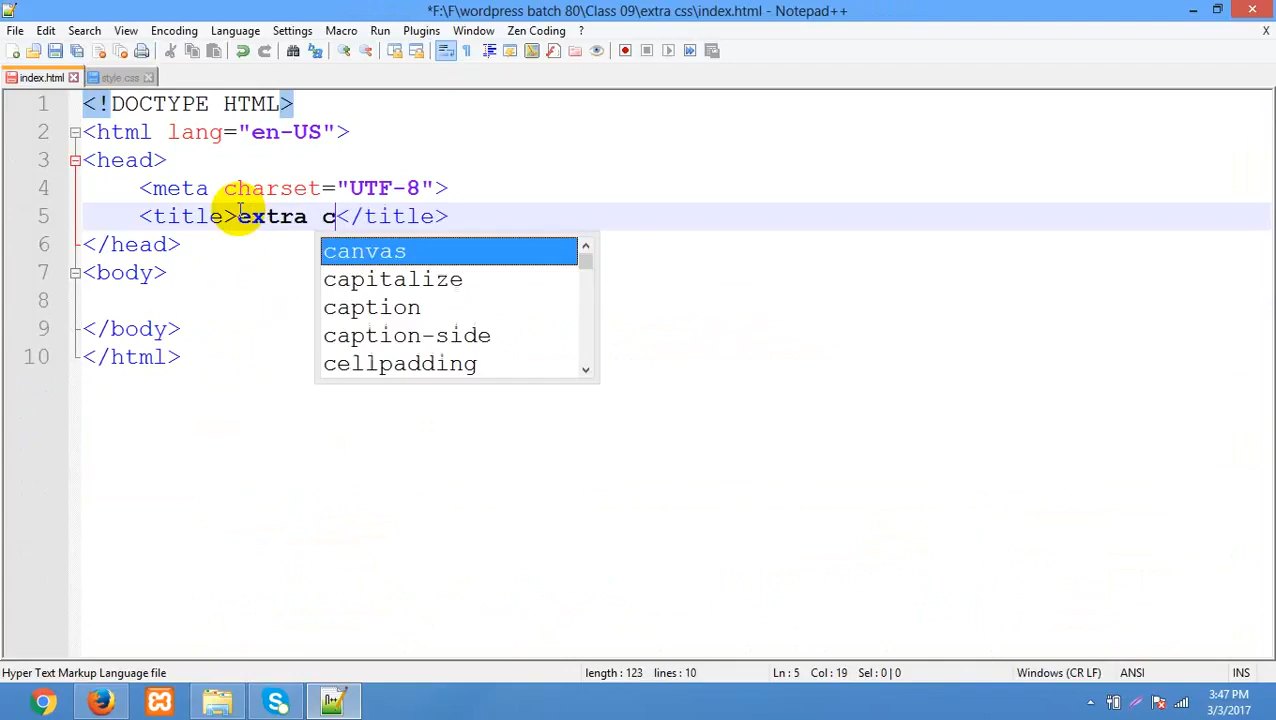 *F:\F\wordpress batch 80\Class 09\extra css\index.html - Notepad++
File Edit Search View Encoding Language Settings Macro Run Plugins Window Zen Coding ? X
index.html style.css
1 <!DOCTYPE HTML>
2 <html lang="en-US">
3 <head>
4 <meta charset="UTF-8">
5 <title>extra c</title>
6 </head>
7 <body>
8
9 </body>
10 </html>
canvas
capitalize
caption
caption-side
cellpadding
Hyper Text Markup Language file length : 123 lines : 10 Ln : 5 Col : 19 Sel : 0 | 0 Windows (CR LF) ANSI INS
3:47 PM
3/3/2017